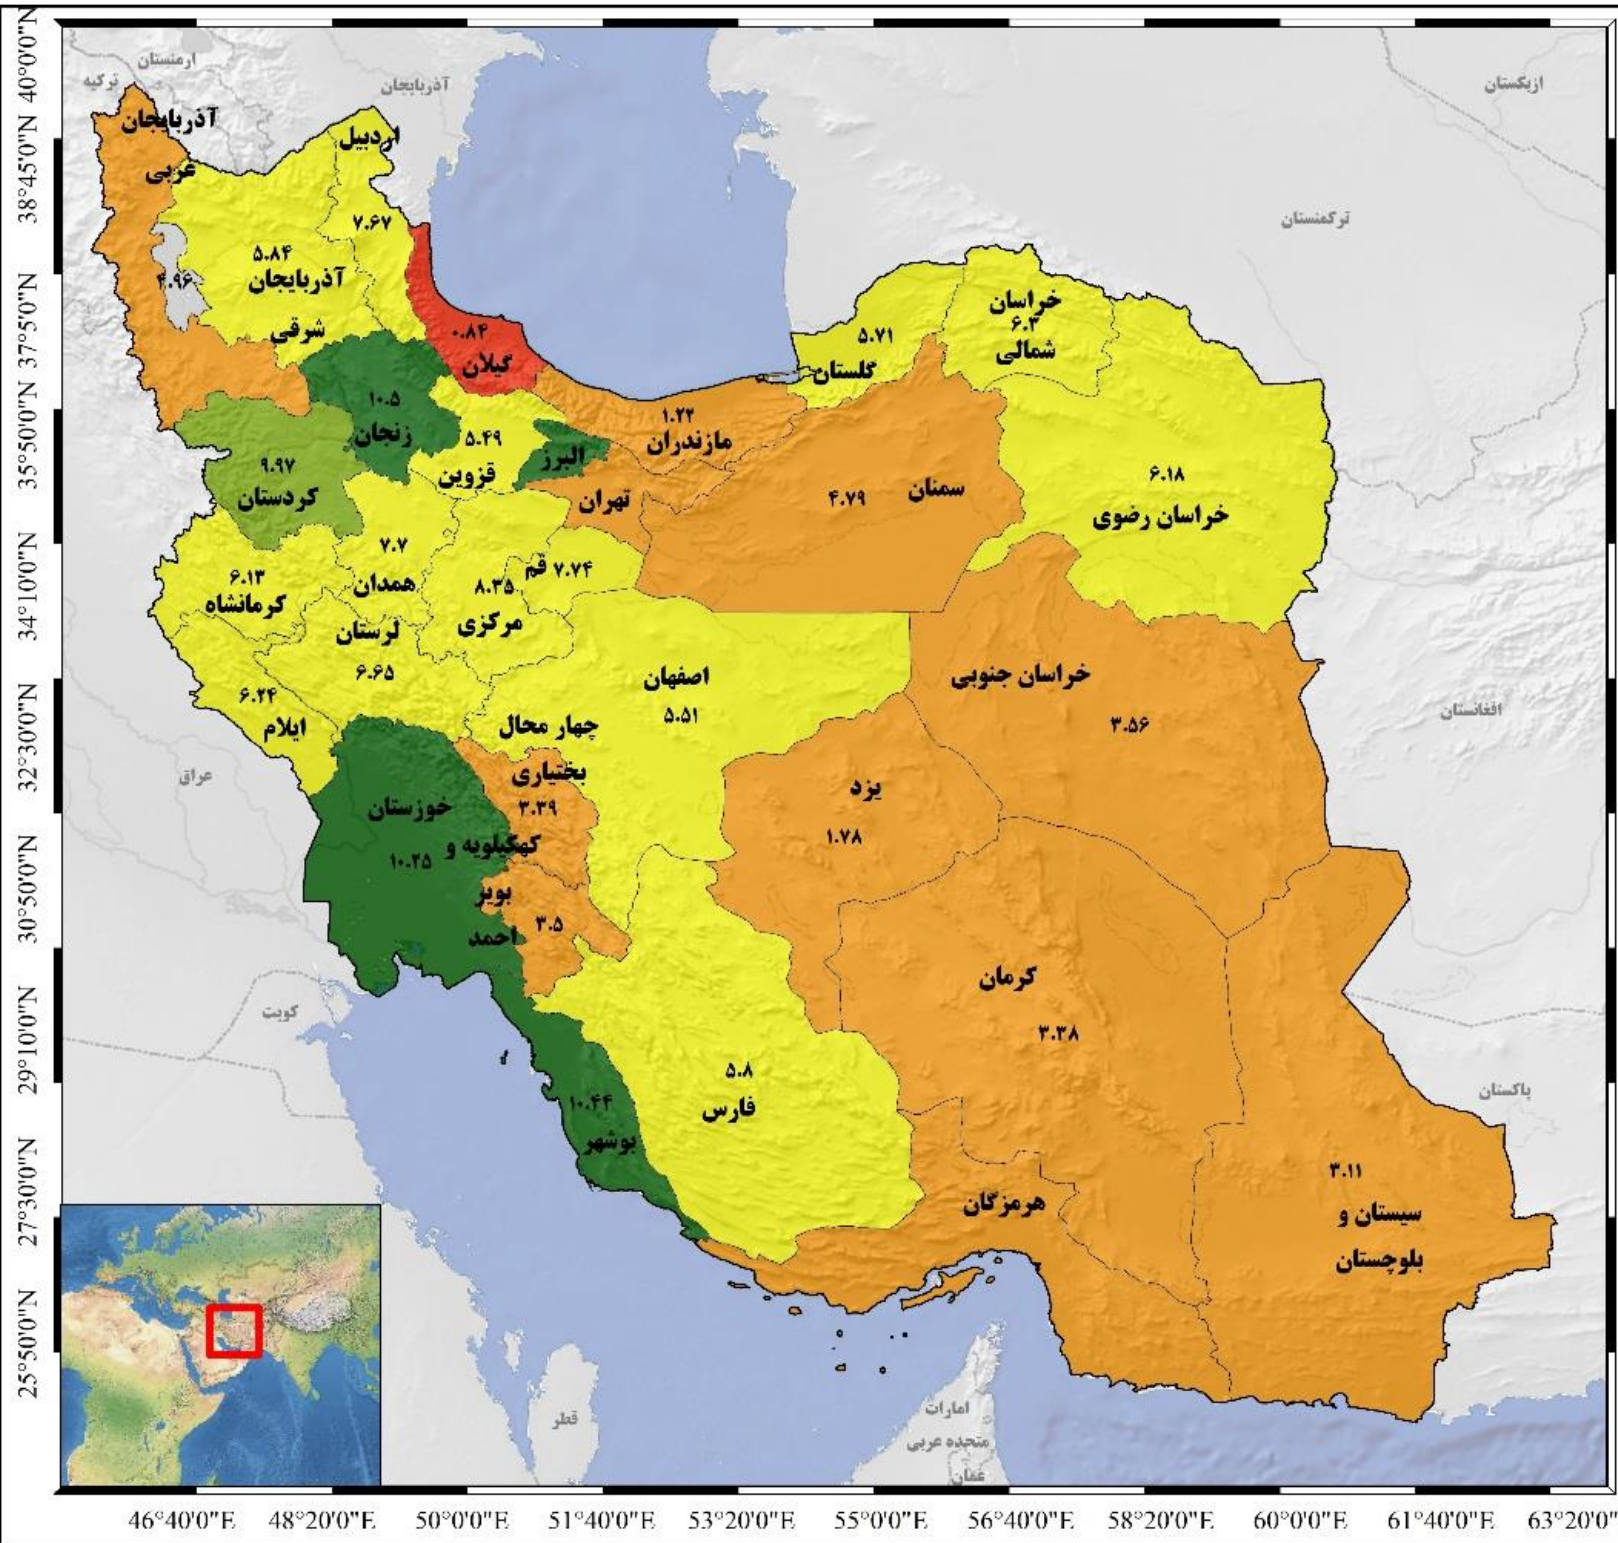 40°0'0"N
38°45'0"N
37°5'0"N
35°50'0"N
34°10'0"N
32°30'0"N
30°50'0"N
29°10'0"N
27°30'0"N
25°50'0"N
ارمنستان
ترکیه
آذربایجان
ازبکستان
ترکمنستان
افغانستان
پاکستان
عراق
کویت
قطر
امارات
متحده عربی
عمان
آذربایجان
غربی
۴.۹۶
اردبیل
۷.۶۷
۵.۸۴
آذربایجان
شرقی
۰.۸۴
گیلان
۱۰.۵
زنجان
۹.۹۷
کردستان
۵.۴۹
قزوین
البرز
۱.۲۲
مازندران
تهران
۵.۷۱
گلستان
خراسان
۶.۳
شمالی
۴.۷۹
سمنان
۶.۱۸
خراسان رضوی
۶.۱۳
کرمانشاه
۷.۷
همدان
۸.۳۵
مرکزی
قم ۷.۷۴
لرستان
۶.۶۵
۶.۲۴
ایلام
اصفهان
۵.۵۱
خراسان جنوبی
۳.۵۶
چهار محال
بختیاری
۳.۳۹
خوزستان
۱۰.۲۵
کهکیلویه و
بویر
احمد
۳.۵
یزد
۱.۷۸
کرمان
۳.۳۸
۵.۸
فارس
۱۰.۴۴
بوشهر
هرمزگان
۳.۱۱
سیستان و
بلوچستان
46°40'0"E
48°20'0"E
50°0'0"E
51°40'0"E
53°20'0"E
55°0'0"E
56°40'0"E
58°20'0"E
60°0'0"E
61°40'0"E
63°20'0"